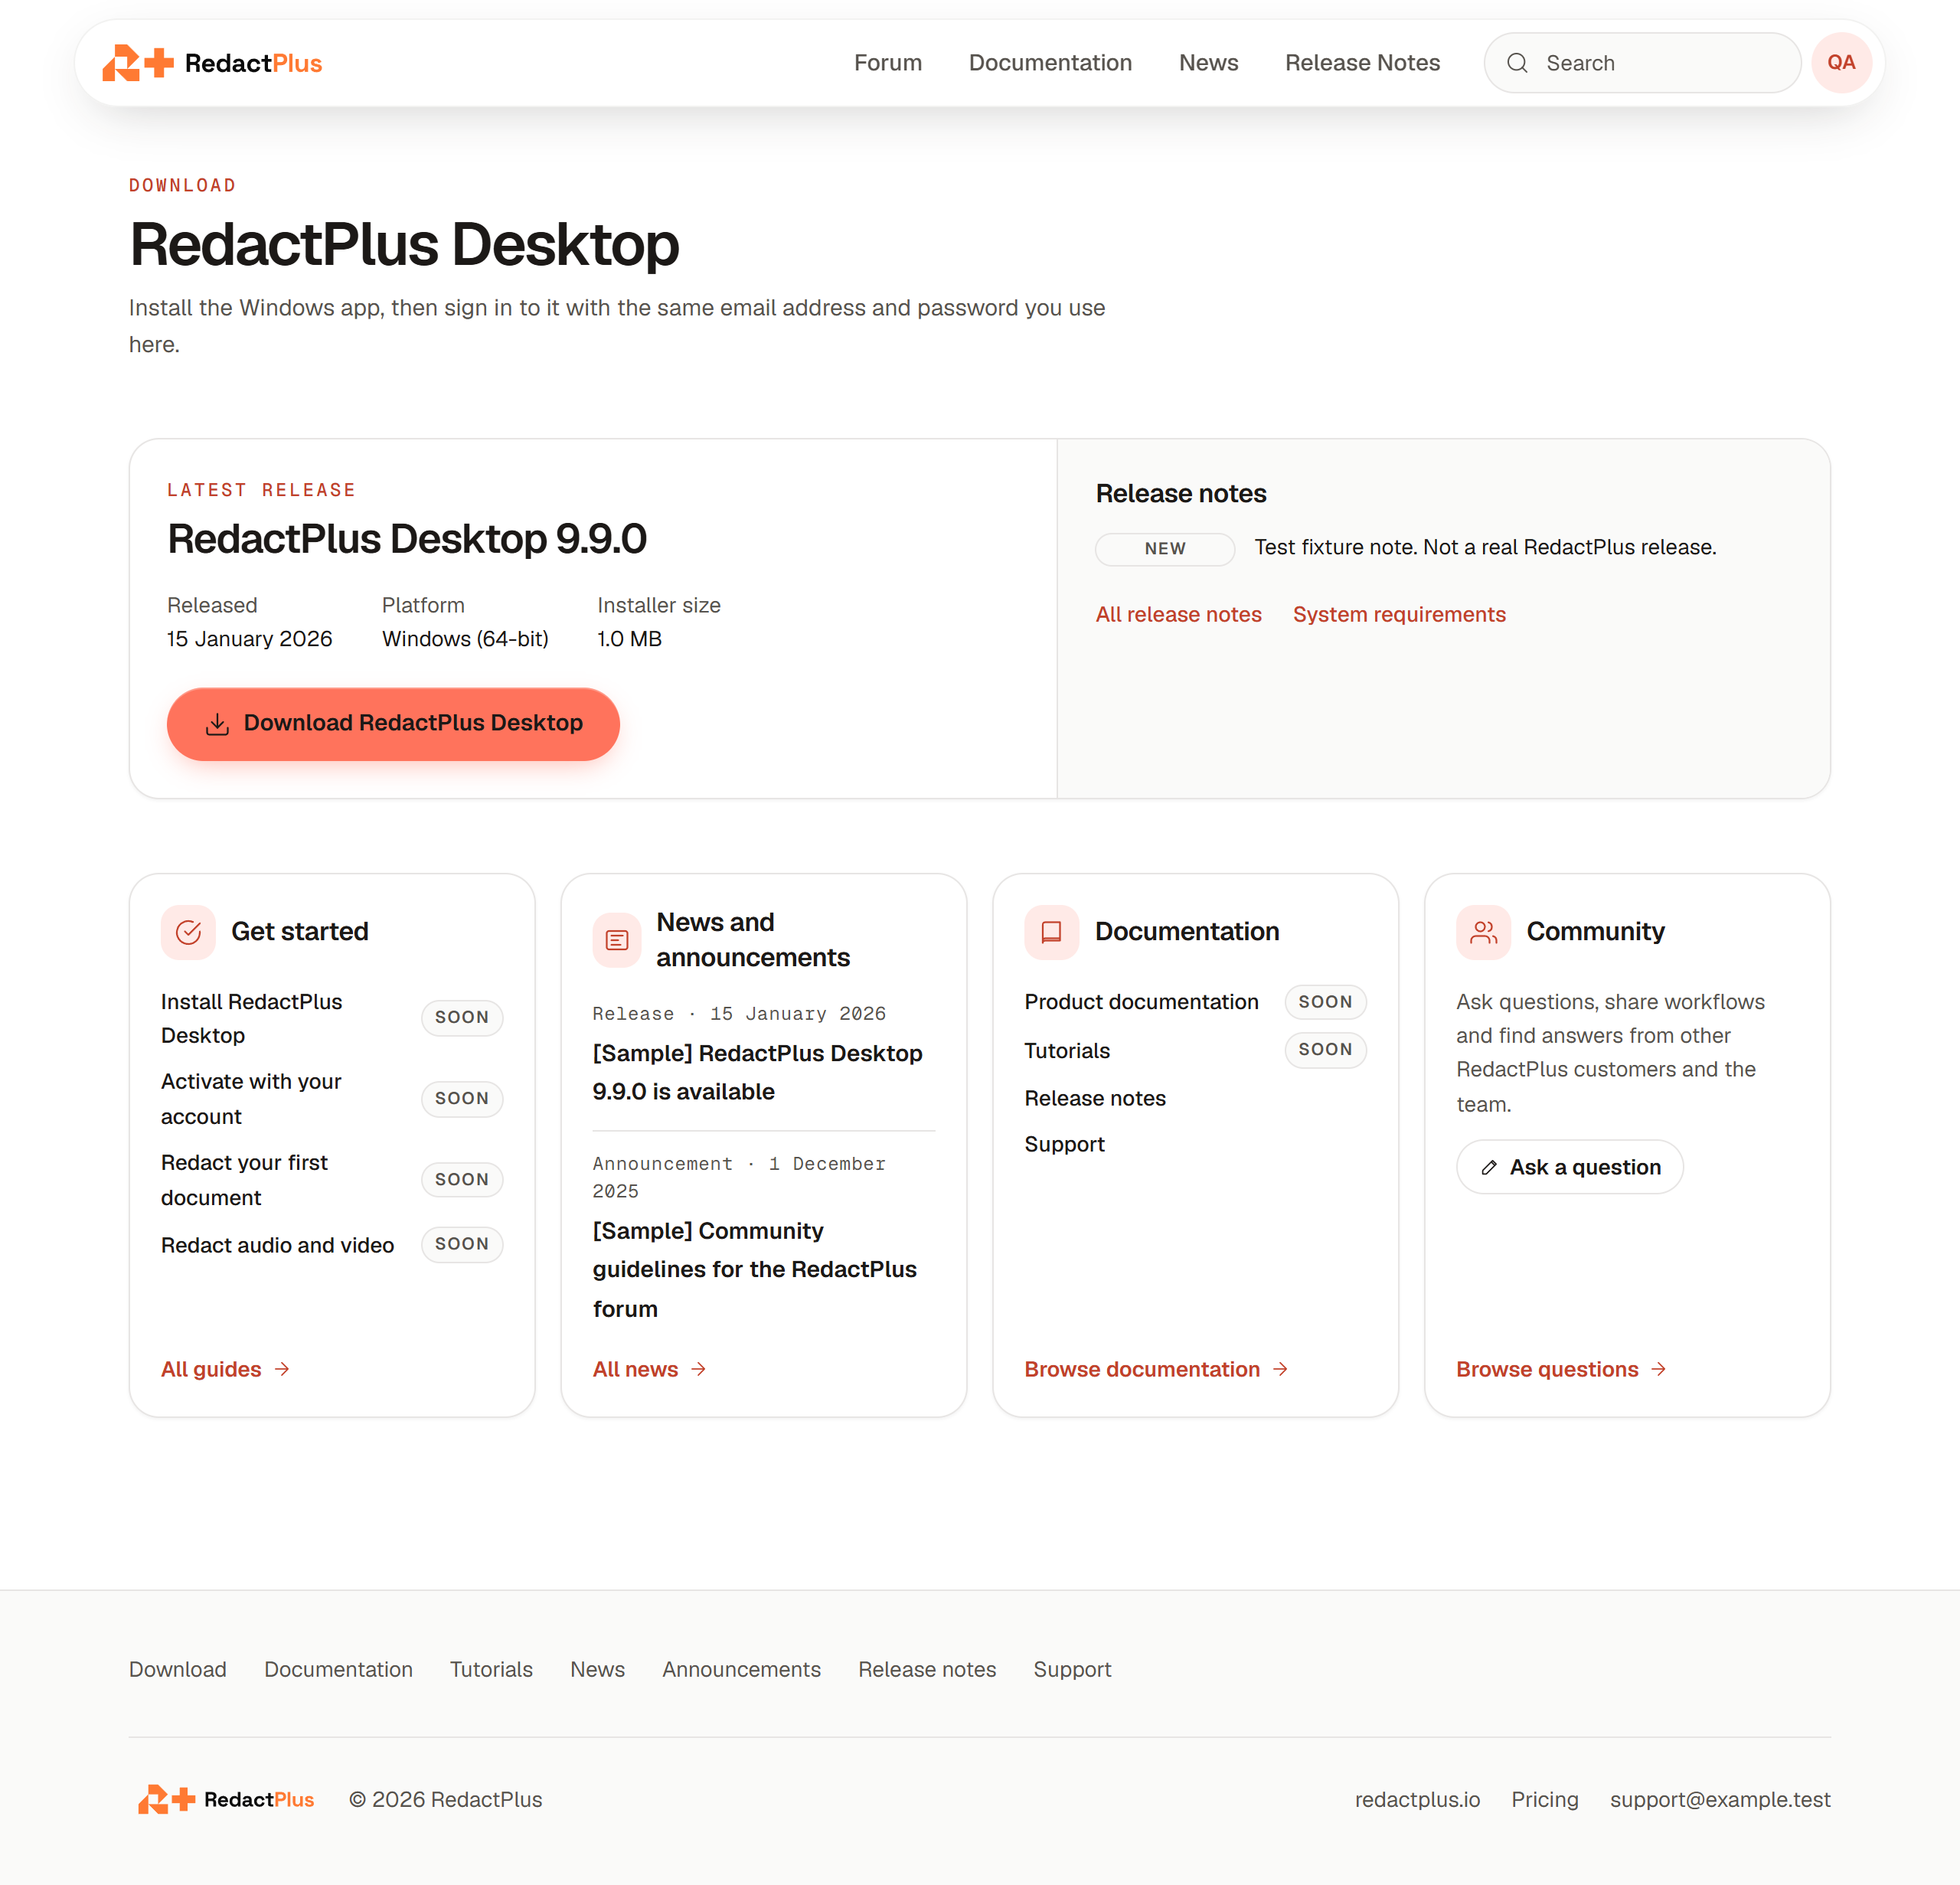 RedactPlus
Forum
Documentation
News
Release Notes
Search
QA
DOWNLOAD
RedactPlus Desktop
Install the Windows app, then sign in to it with the same email address and password you use
here.
LATEST RELEASE
RedactPlus Desktop 9.9.0
Released
15 January 2026
Platform
Windows (64-bit)
Installer size
1.0 MB
Download RedactPlus Desktop
Release notes
NEW
Test fixture note. Not a real RedactPlus release.
All release notes
System requirements
Get started
Install RedactPlus
Desktop
SOON
Activate with your
account
SOON
Redact your first
document
SOON
Redact audio and video
SOON
All guides
News and
announcements
Release · 15 January 2026
[Sample] RedactPlus Desktop
9.9.0 is available
Announcement · 1 December
2025
[Sample] Community
guidelines for the RedactPlus
forum
All news
Documentation
Product documentation
SOON
Tutorials
SOON
Release notes
Support
Browse documentation
Community
Ask questions, share workflows
and find answers from other
RedactPlus customers and the
team.
Ask a question
Browse questions
Download
Documentation
Tutorials
News
Announcements
Release notes
Support
RedactPlus
© 2026 RedactPlus
redactplus.io
Pricing
support@example.test